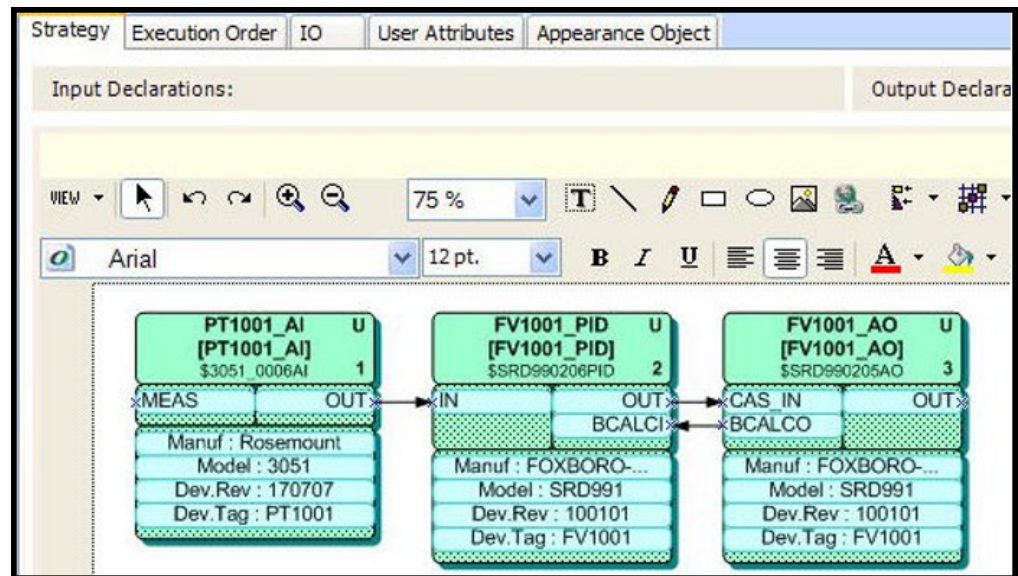 Strategy Execution Order IO User Attributes Appearance Object
Input Declarations: Output Declara
VIEW 75 % T
Arial 12 pt. B I U A
PT1001_AI U
[PT1001_AI]
$3051_0006AI 1
MEAS OUT
Manuf : Rosemount
Model : 3051
Dev.Rev : 170707
Dev.Tag : PT1001
FV1001_PID U
[FV1001_PID]
$SRD990206PID 2
IN OUT
BCALCI
Manuf : FOXBORO-...
Model : SRD991
Dev.Rev : 100101
Dev.Tag : FV1001
FV1001_AO U
[FV1001_AO]
$SRD990205AO 3
CAS_IN OUT
BCALCO
Manuf : FOXBORO-...
Model : SRD991
Dev.Rev : 100101
Dev.Tag : FV1001